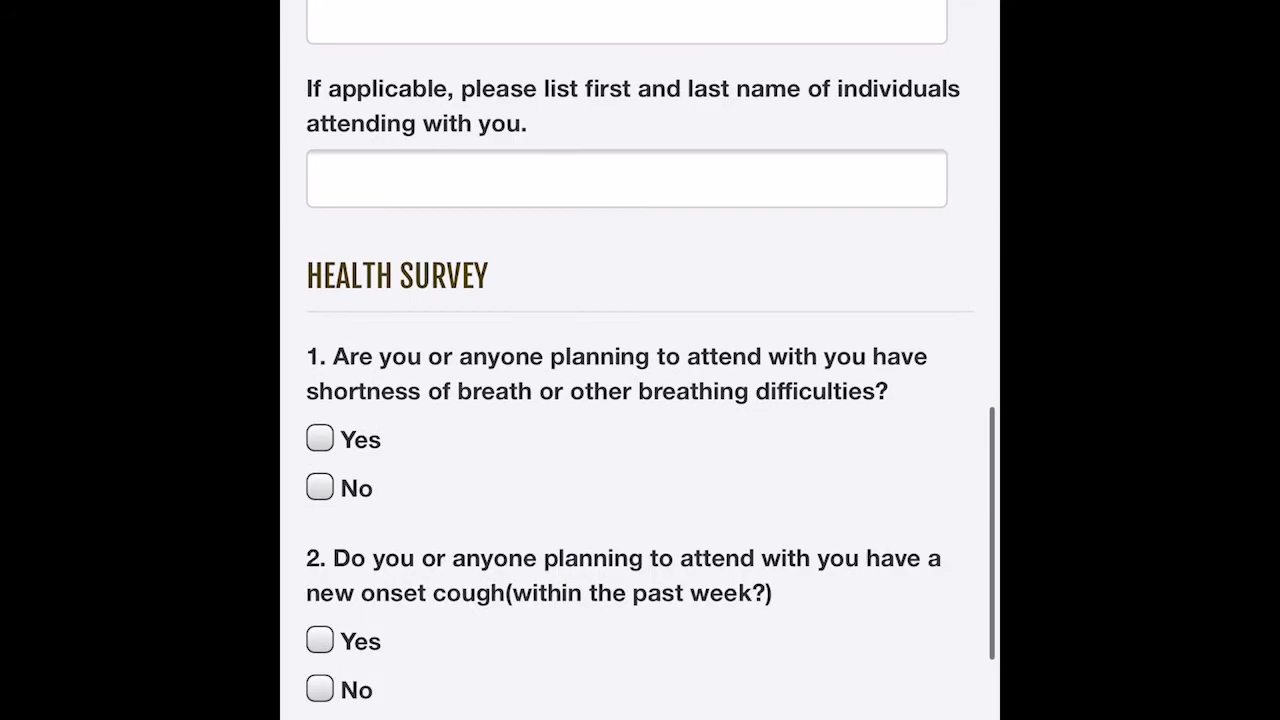 If applicable, please list first and last name of individuals
attending with you.
HEALTH SURVEY
1. Are you or anyone planning to attend with you have
shortness of breath or other breathing difficulties?
Yes
No
2. Do you or anyone planning to attend with you have a
new onset cough(within the past week?)
Yes
No